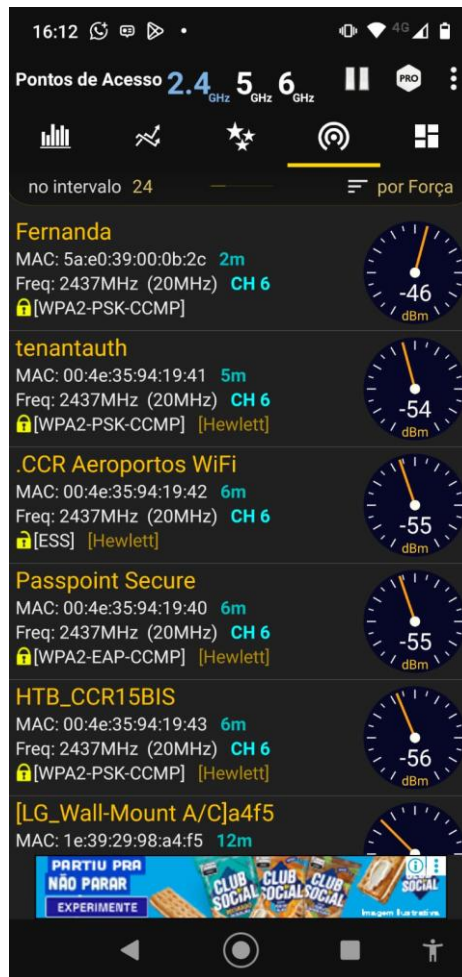 16:12 4G
Pontos de Acesso 2.4GHz 5GHz 6GHz PRO
no intervalo 24 por Força
Fernanda
MAC: 5a:e0:39:00:0b:2c 2m
Freq: 2437MHz (20MHz) CH 6
[WPA2-PSK-CCMP]
-46
dBm
tenantauth
MAC: 00:4e:35:94:19:41 5m
Freq: 2437MHz (20MHz) CH 6
[WPA2-PSK-CCMP] [Hewlett]
-54
dBm
.CCR Aeroportos WiFi
MAC: 00:4e:35:94:19:42 6m
Freq: 2437MHz (20MHz) CH 6
[ESS] [Hewlett]
-55
dBm
Passpoint Secure
MAC: 00:4e:35:94:19:40 6m
Freq: 2437MHz (20MHz) CH 6
[WPA2-EAP-CCMP] [Hewlett]
-55
dBm
HTB_CCR15BIS
MAC: 00:4e:35:94:19:43 6m
Freq: 2437MHz (20MHz) CH 6
[WPA2-PSK-CCMP] [Hewlett]
-56
dBm
[LG_Wall-Mount A/C]a4f5
MAC: 1e:39:29:98:a4:f5 12m
PARTIU PRA
NÃO PARAR
EXPERIMENTE
CLUB SOCIAL CLUB SOCIAL CLUB SOCIAL
SOCIAL
Imagem ilustrativa